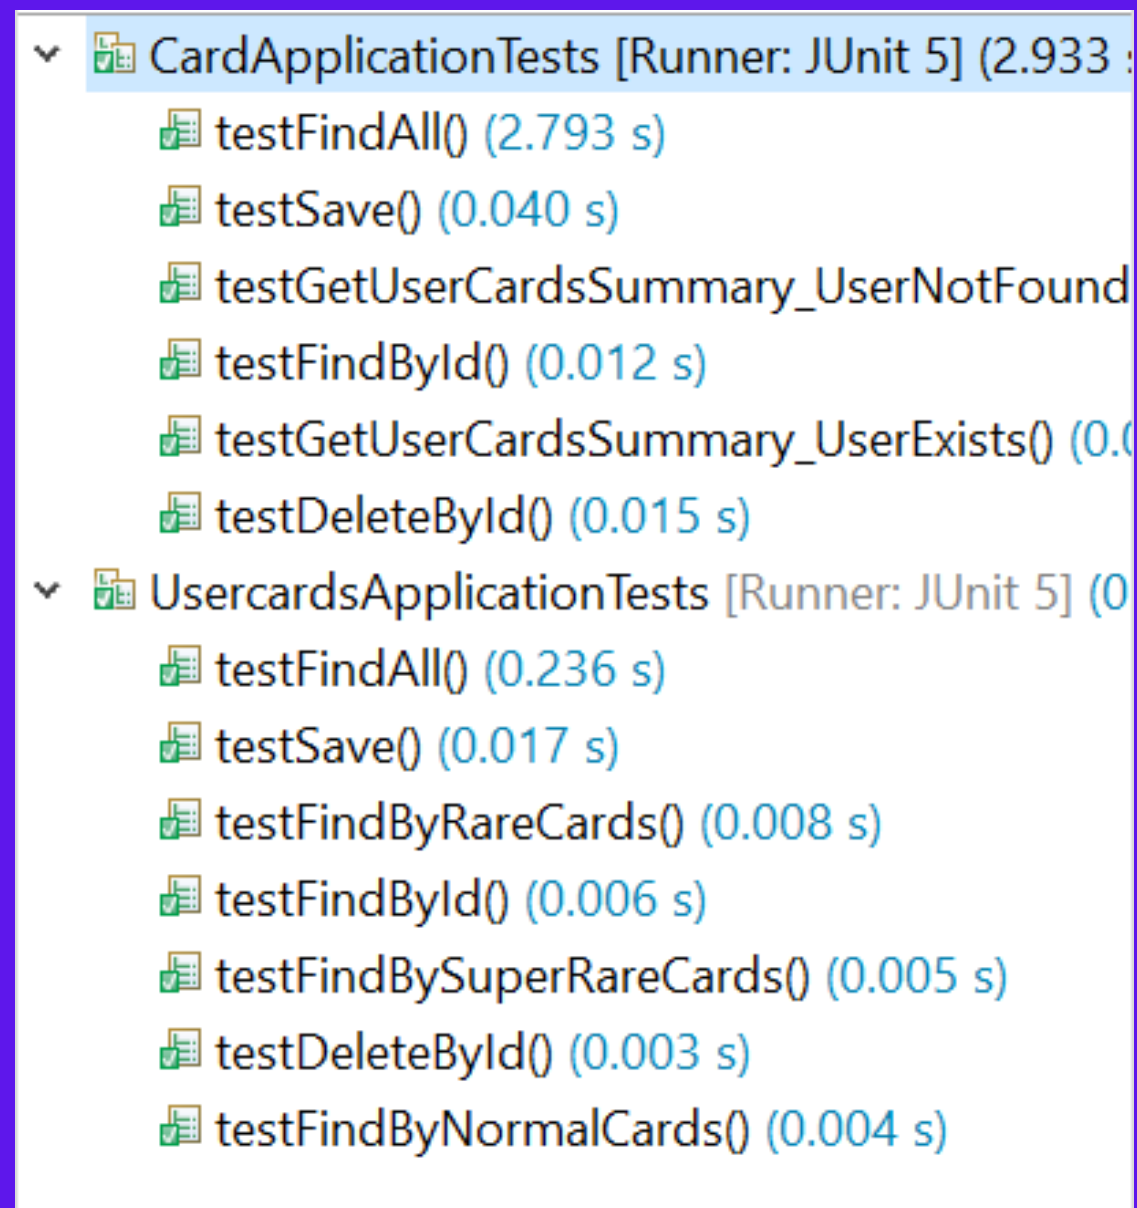 CardApplicationTests [Runner: JUnit 5] (2.933
testFindAll() (2.793 s)
testSave() (0.040 s)
testGetUserCardsSummary_UserNotFound
testFindById() (0.012 s)
testGetUserCardsSummary_UserExists() (0.0
testDeleteById() (0.015 s)
UsercardsApplicationTests [Runner: JUnit 5] (0
testFindAll() (0.236 s)
testSave() (0.017 s)
testFindByRareCards() (0.008 s)
testFindById() (0.006 s)
testFindBySuperRareCards() (0.005 s)
testDeleteById() (0.003 s)
testFindByNormalCards() (0.004 s)